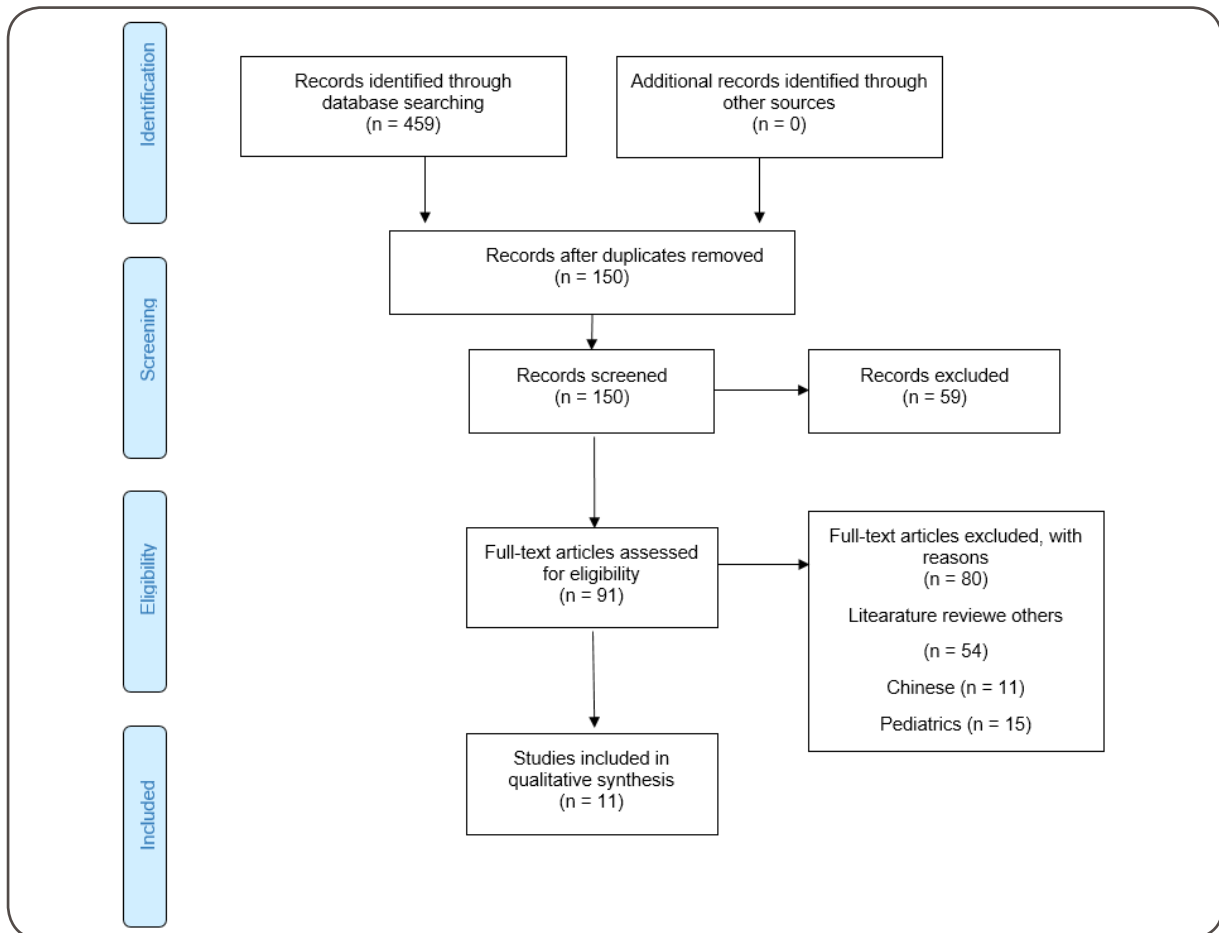 Identification
Records identified through
database searching
(n = 459)
Additional records identified through
other sources
(n = 0)
Screening
Records after duplicates removed
(n = 150)
Records screened
(n = 150)
Records excluded
(n = 59)
Eligibility
Full-text articles assessed
for eligibility
(n = 91)
Full-text articles excluded, with
reasons
(n = 80)
Litearature reviewe others
(n = 54)
Chinese (n = 11)
Pediatrics (n = 15)
Included
Studies included in
qualitative synthesis
(n = 11)